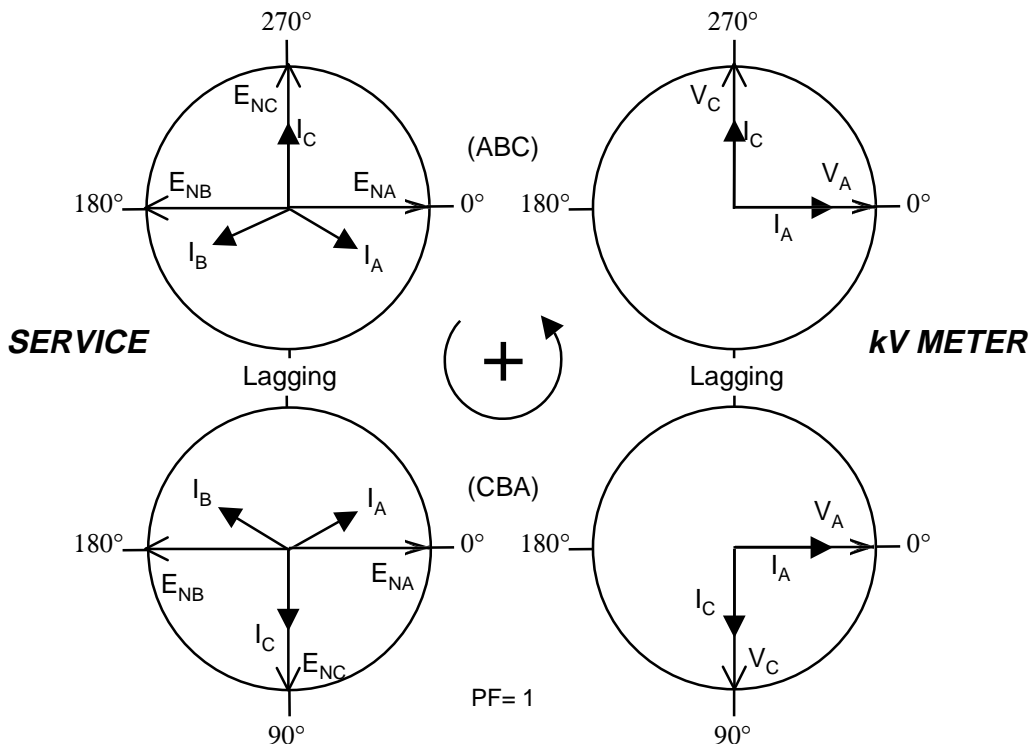 270°
270°
E_NC
I_C
(ABC)
V_C
I_C
E_NB
E_NA
V_A
180°
0°
180°
0°
I_B
I_A
I_A
SERVICE
+
kV METER
Lagging
Lagging
I_B
I_A
(CBA)
V_A
180°
0°
180°
0°
E_NB
E_NA
I_A
I_C
I_C
E_NC
V_C
PF= 1
90°
90°